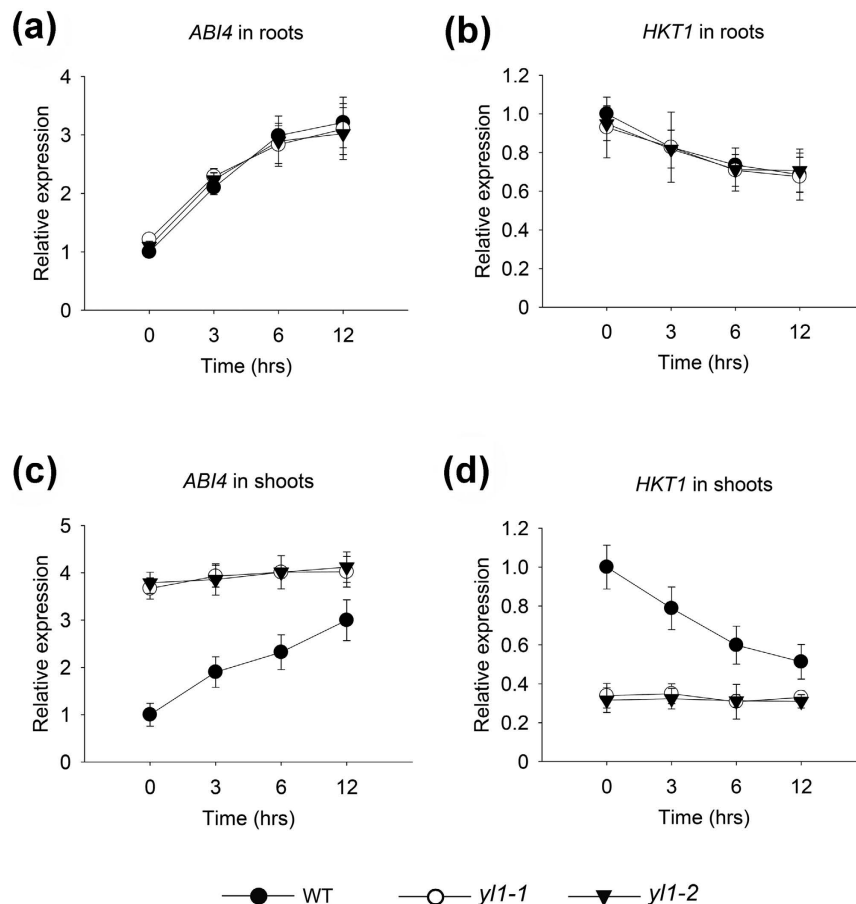 (a)
ABI4 in roots
Relative expression
4
3
2
1
0
0 3 6 12
Time (hrs)
(b)
HKT1 in roots
Relative expression
1.2
1.0
0.8
0.6
0.4
0.2
0
0 3 6 12
Time (hrs)
(c)
ABI4 in shoots
Relative expression
5
4
3
2
1
0
0 3 6 12
Time (hrs)
(d)
HKT1 in shoots
Relative expression
1.2
1.0
0.8
0.6
0.4
0.2
0
0 3 6 12
Time (hrs)
WT yl1-1 yl1-2